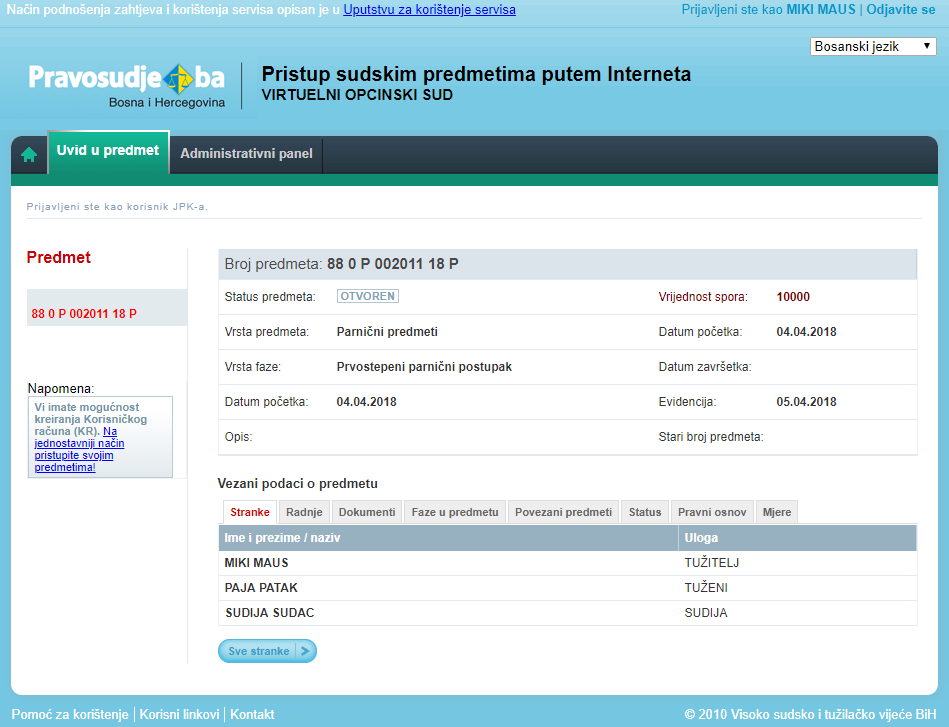 Način podnošenja zahtjeva i korištenja servisa opisan je u Uputstvu za korištenje servisa
Prijavljeni ste kao MIKI MAUS | Odjavite se
Bosanski jezik
Pravosudje ba
Bosna i Hercegovina
Pristup sudskim predmetima putem Interneta
VIRTUELNI OPCINSKI SUD
Uvid u predmet
Administrativni panel
Prijavljeni ste kao korisnik JPK-a.
Predmet
88 0 P 002011 18 P
Napomena:
Vi imate mogućnost
kreiranja Korisničkog
računa (KR). Na
jednostavniji način
pristupite svojim
predmetima!
Broj predmeta: 88 0 P 002011 18 P
Status predmeta: OTVOREN Vrijednost spora: 10000
Vrsta predmeta: Parnični predmeti Datum početka: 04.04.2018
Vrsta faze: Prvostepeni parnični postupak Datum završetka:
Datum početka: 04.04.2018 Evidencija: 05.04.2018
Opis: Stari broj predmeta:
Vezani podaci o predmetu
Stranke Radnje Dokumenti Faze u predmetu Povezani predmeti Status Pravni osnov Mjere
Ime i prezime / naziv Uloga
MIKI MAUS TUŽITELJ
PAJA PATAK TUŽENI
SUDIJA SUDAC SUDIJA
Sve stranke
Pomoć za korištenje | Korisni linkovi | Kontakt
© 2010 Visoko sudsko i tužilačko vijeće BiH